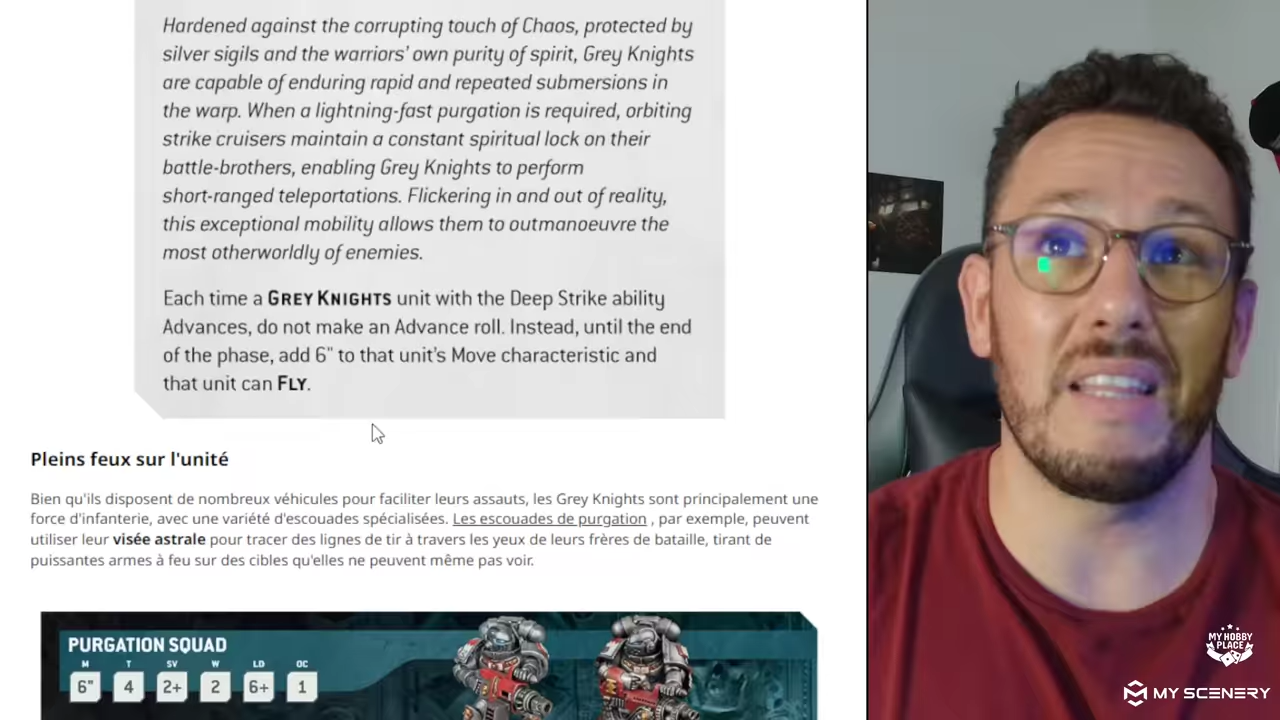 Hardened against the corrupting touch of Chaos, protected by
silver sigils and the warriors' own purity of spirit, Grey Knights
are capable of enduring rapid and repeated submersions in
the warp. When a lightning-fast purgation is required, orbiting
strike cruisers maintain a constant spiritual lock on their
battle-brothers, enabling Grey Knights to perform
short-ranged teleportations. Flickering in and out of reality,
this exceptional mobility allows them to outmanoeuvre the
most otherworldly of enemies.
Each time a GREY KNIGHTS unit with the Deep Strike ability
Advances, do not make an Advance roll. Instead, until the end
of the phase, add 6" to that unit's Move characteristic and
that unit can FLY.
Pleins feux sur l'unité
Bien qu'ils disposent de nombreux véhicules pour faciliter leurs assauts, les Grey Knights sont principalement une
force d'infanterie, avec une variété d'escouades spécialisées. Les escouades de purgation , par exemple, peuvent
utiliser leur visée astrale pour tracer des lignes de tir à travers les yeux de leurs frères de bataille, tirant de
puissantes armes à feu sur des cibles qu'elles ne peuvent même pas voir.
PURGATION SQUAD
M T SV W LD OC
6" 4 2+ 2 6+ 1
MY HOBBY
PLACE
MY SCENERY